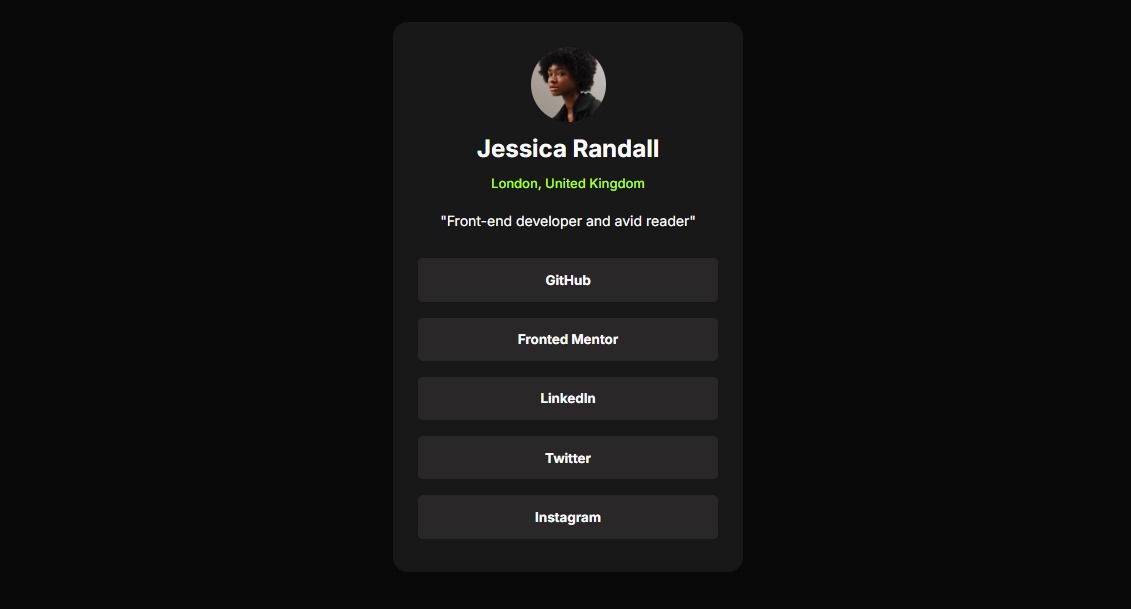 Jessica Randall
London, United Kingdom
"Front-end developer and avid reader"
GitHub
Fronted Mentor
LinkedIn
Twitter
Instagram